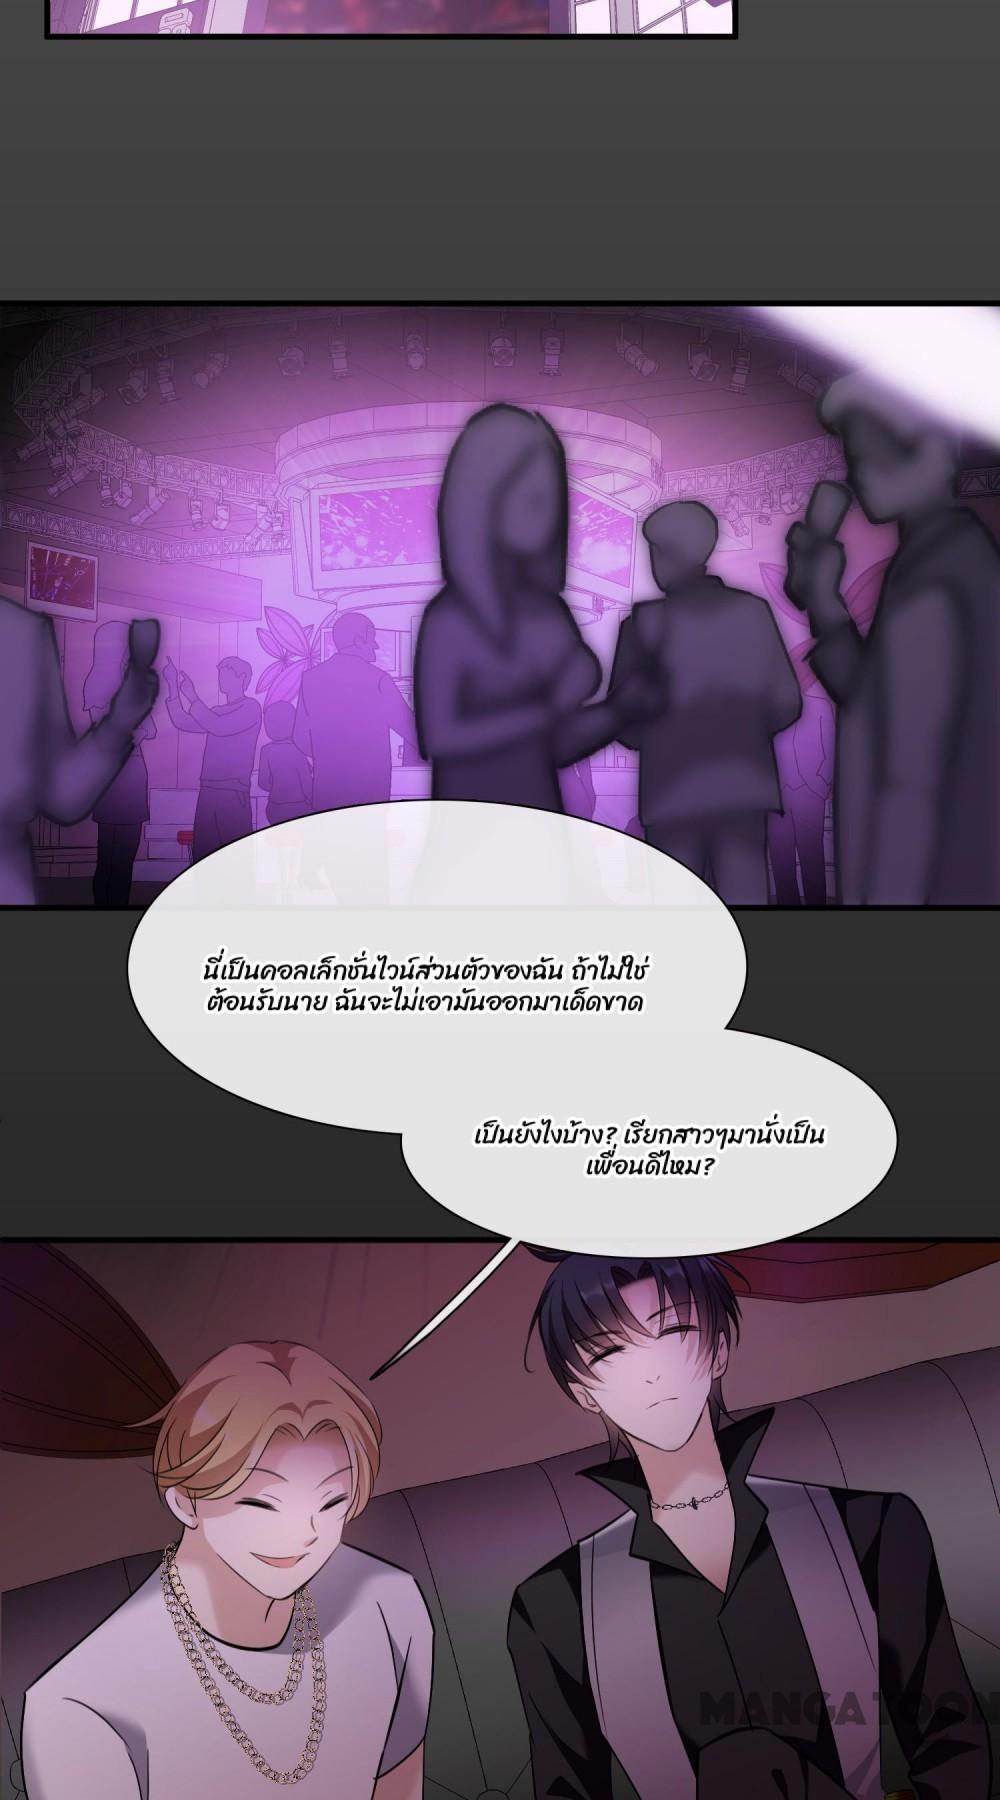 นี่เป็นคอลเล็กชั่นไวน์ส่วนตัวของฉัน ถ้าไม่ใช่
ต้อนรับนาย ฉันจะไม่เอามันออกมาเด็ดขาด
เป็นยังไงบ้าง? เรียกสาวๆมานั่งเป็น
เพื่อนดีไหม?
MANGA TOON